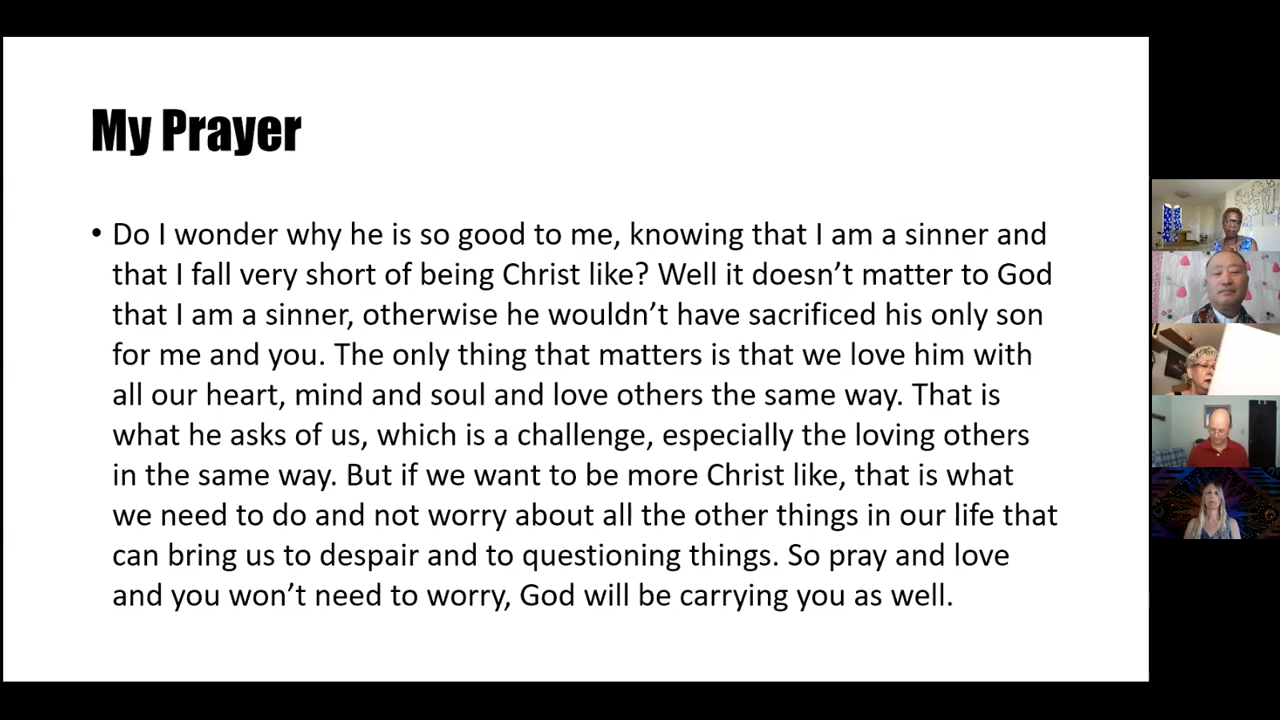 My Prayer
• Do I wonder why he is so good to me, knowing that I am a sinner and
that I fall very short of being Christ like? Well it doesn’t matter to God
that I am a sinner, otherwise he wouldn’t have sacrificed his only son
for me and you. The only thing that matters is that we love him with
all our heart, mind and soul and love others the same way. That is
what he asks of us, which is a challenge, especially the loving others
in the same way. But if we want to be more Christ like, that is what
we need to do and not worry about all the other things in our life that
can bring us to despair and to questioning things. So pray and love
and you won’t need to worry, God will be carrying you as well.